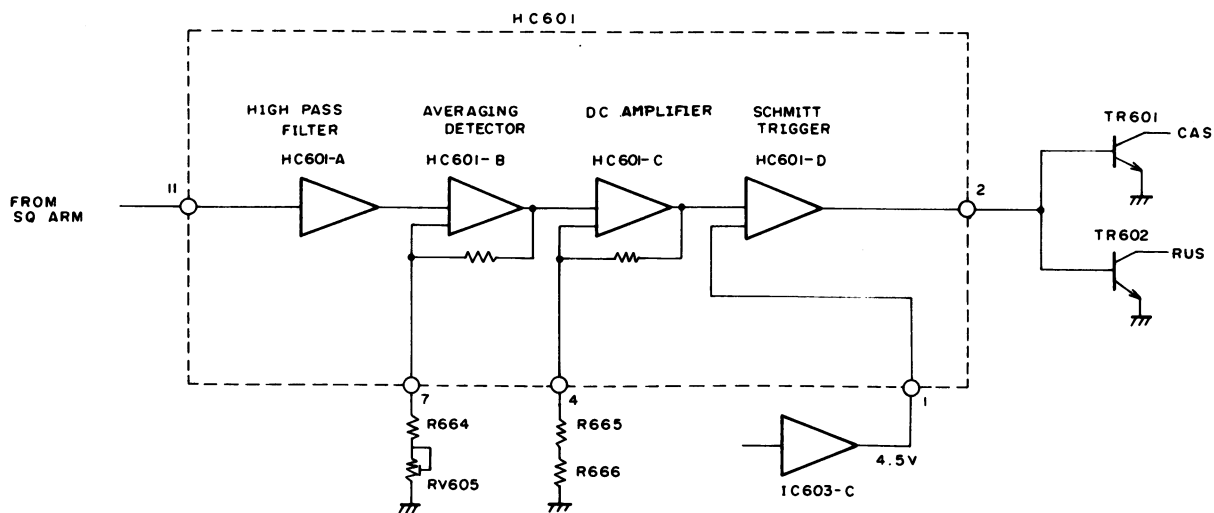 HC601
HIGH PASS
FILTER
HC601-A
AVERAGING
DETECTOR
HC601-B
DC AMPLIFIER
HC601-C
SCHMITT
TRIGGER
HC601-D
TR601
CAS
FROM
SQ ARM
11
2
TR602
RUS
7
4
1
R664
RV605
R665
R666
4.5V
IC603-C